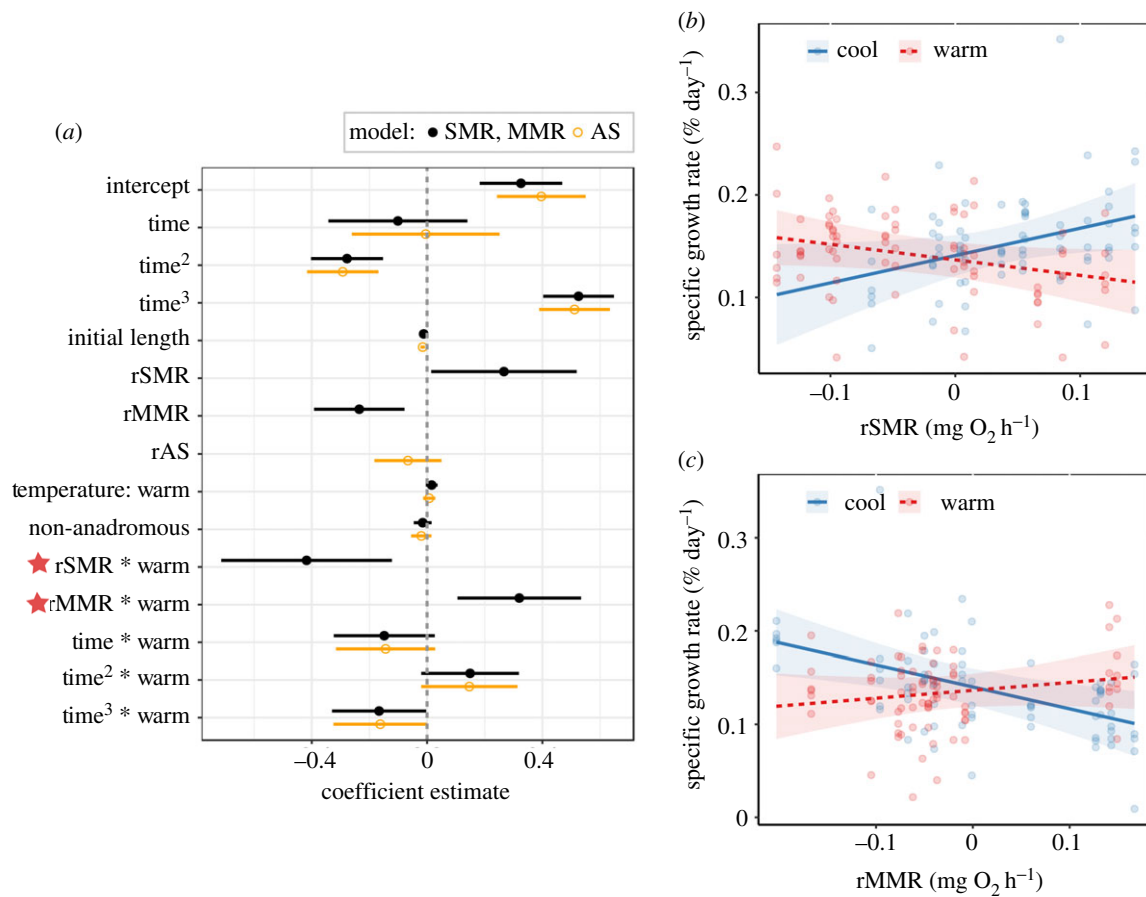 (a)
model: SMR, MMR AS
intercept
time
time²
time³
initial length
rSMR
rMMR
rAS
temperature: warm
non-anadromous
rSMR * warm
rMMR * warm
time * warm
time² * warm
time³ * warm
–0.4 0 0.4
coefficient estimate
(b)
cool warm
specific growth rate (% day⁻¹)
0.3
0.2
0.1
–0.1 0 0.1
rSMR (mg O₂ h⁻¹)
(c)
cool warm
specific growth rate (% day⁻¹)
0.3
0.2
0.1
0
–0.1 0 0.1
rMMR (mg O₂ h⁻¹)